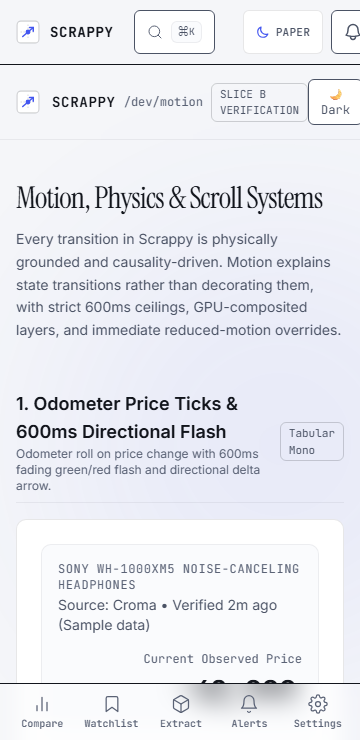 SCRAPPY ⌘K PAPER
SCRAPPY /dev/motion SLICE B VERIFICATION 🌙 Dark
Motion, Physics & Scroll Systems
Every transition in Scrappy is physically
grounded and causality-driven. Motion explains
state transitions rather than decorating them,
with strict 600ms ceilings, GPU-composited
layers, and immediate reduced-motion overrides.
1. Odometer Price Ticks &
600ms Directional Flash
Odometer roll on price change with 600ms
fading green/red flash and directional delta
arrow.
Tabular
Mono
SONY WH-1000XM5 NOISE-CANCELING
HEADPHONES
Source: Croma • Verified 2m ago
(Sample data)
Current Observed Price
Compare Watchlist Extract Alerts Settings